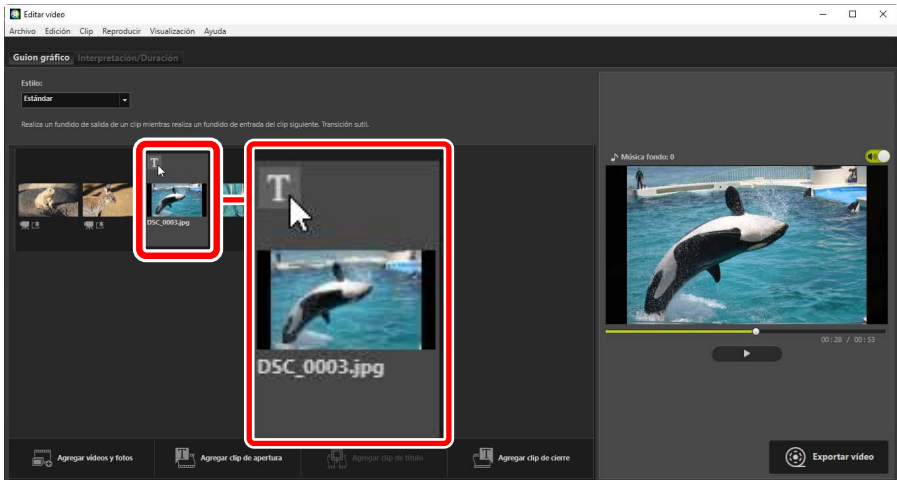 Editar vídeo
Archivo Edición Clip Reproducir Visualización Ayuda
Guion gráfico Interpretación/Duración
Estilo:
Estándar
Realiza un fundido de salida de un clip mientras realiza un fundido de entrada del clip siguiente. Transición sutil.
T
DSC_0003.jpg
T
DSC_0003.jpg
Música fondo: 0
00:28 / 00:53
Agregar vídeos y fotos
T Agregar clip de apertura
Agregar clip de título
T Agregar clip de cierre
Exportar vídeo